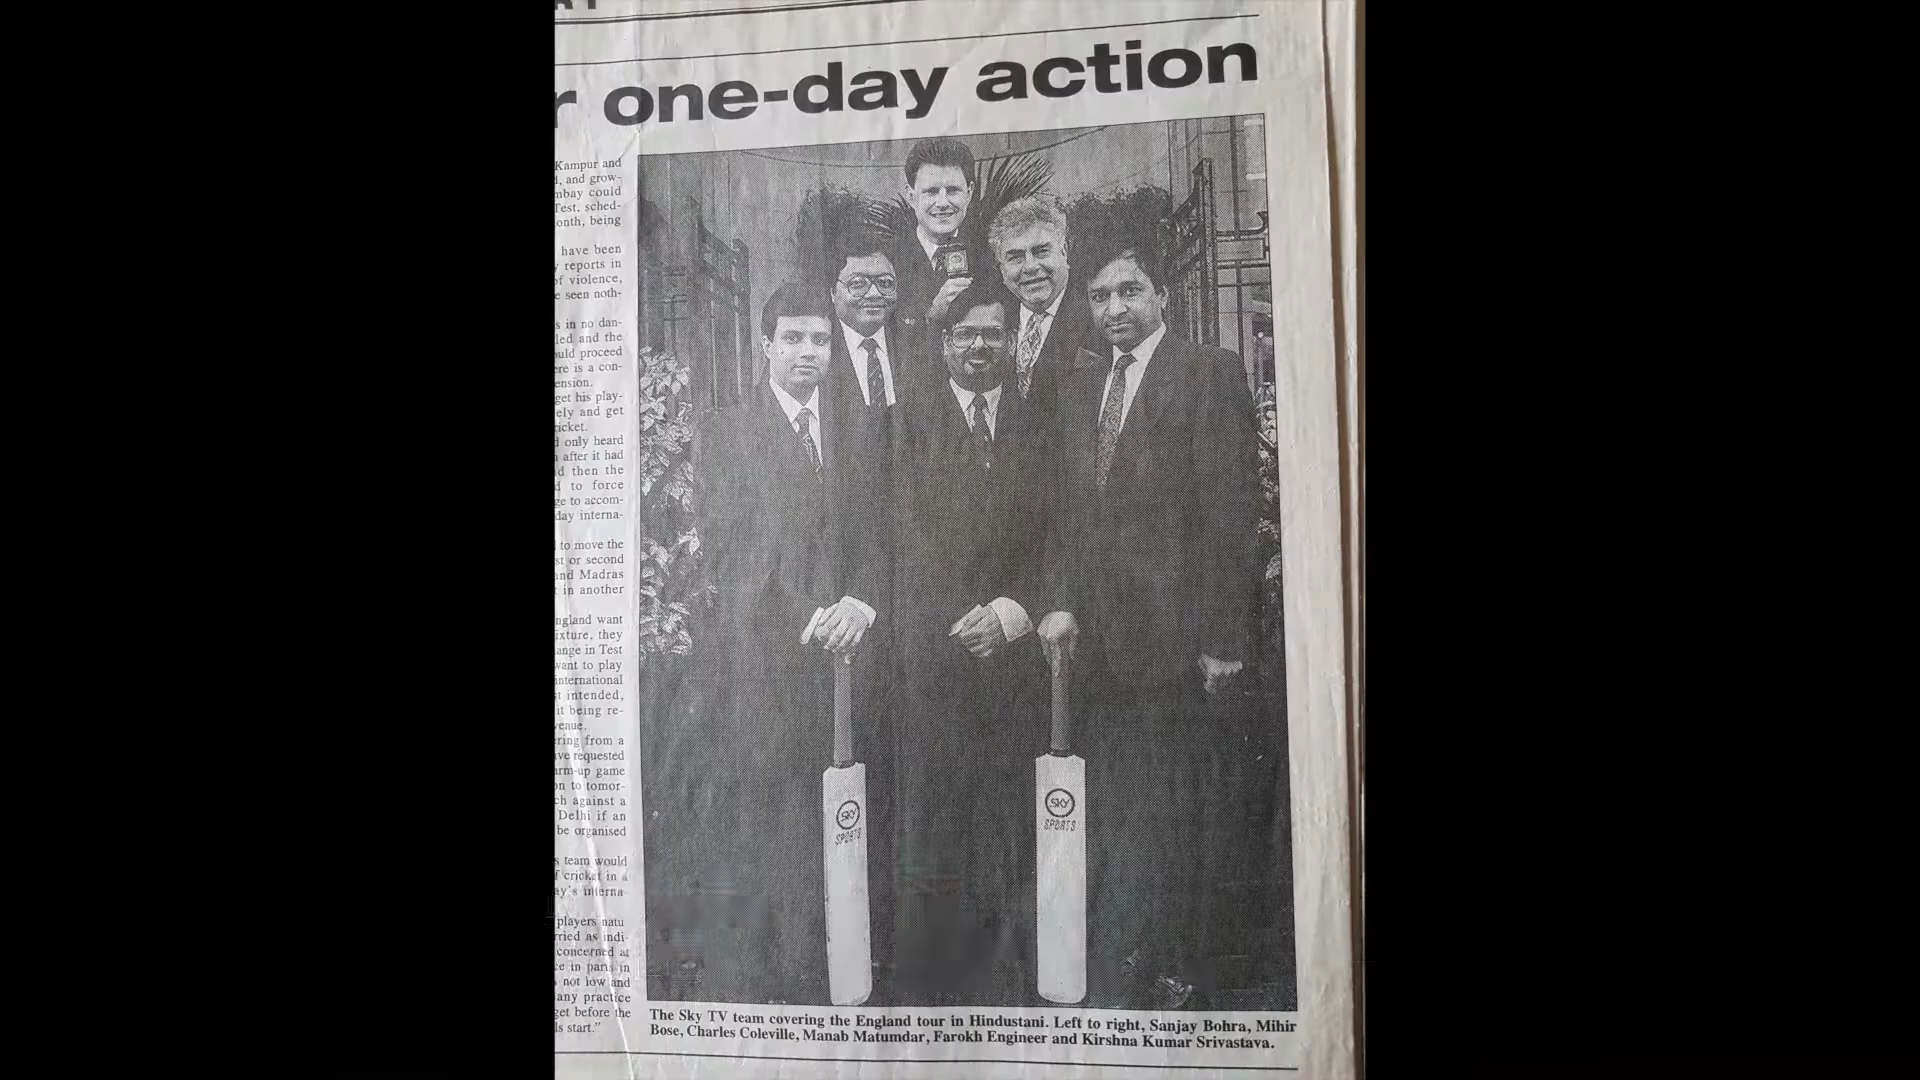 one-day action
Kampur and
, and grow-
mbay could
Test, sched-
onth, being
have been
reports in
of violence,
e seen noth-
s in no dan-
led and the
ould proceed
ere is a con-
ension.
get his play-
ely and get
icket.
only heard
after it had
d then the
to force
ge to accom-
day interna-
to move the
st or second
and Madras
in another
ngland want
ixture, they
ange in Test
want to play
international
t intended,
it being re-
venue.
ering from a
ave requested
arm-up game
on to tomor-
ch against a
Delhi if an
be organised
s team would
f cricket in a
ay's interna-
players natu
rried as indi-
concerned at
ce in parts in
not low and
any practice
get before the
ls start."
SKY
SPORTS
SKY
SPORTS
The Sky TV team covering the England tour in Hindustani. Left to right, Sanjay Bohra, Mihir
Bose, Charles Coleville, Manab Matumdar, Farokh Engineer and Kirshna Kumar Srivastava.